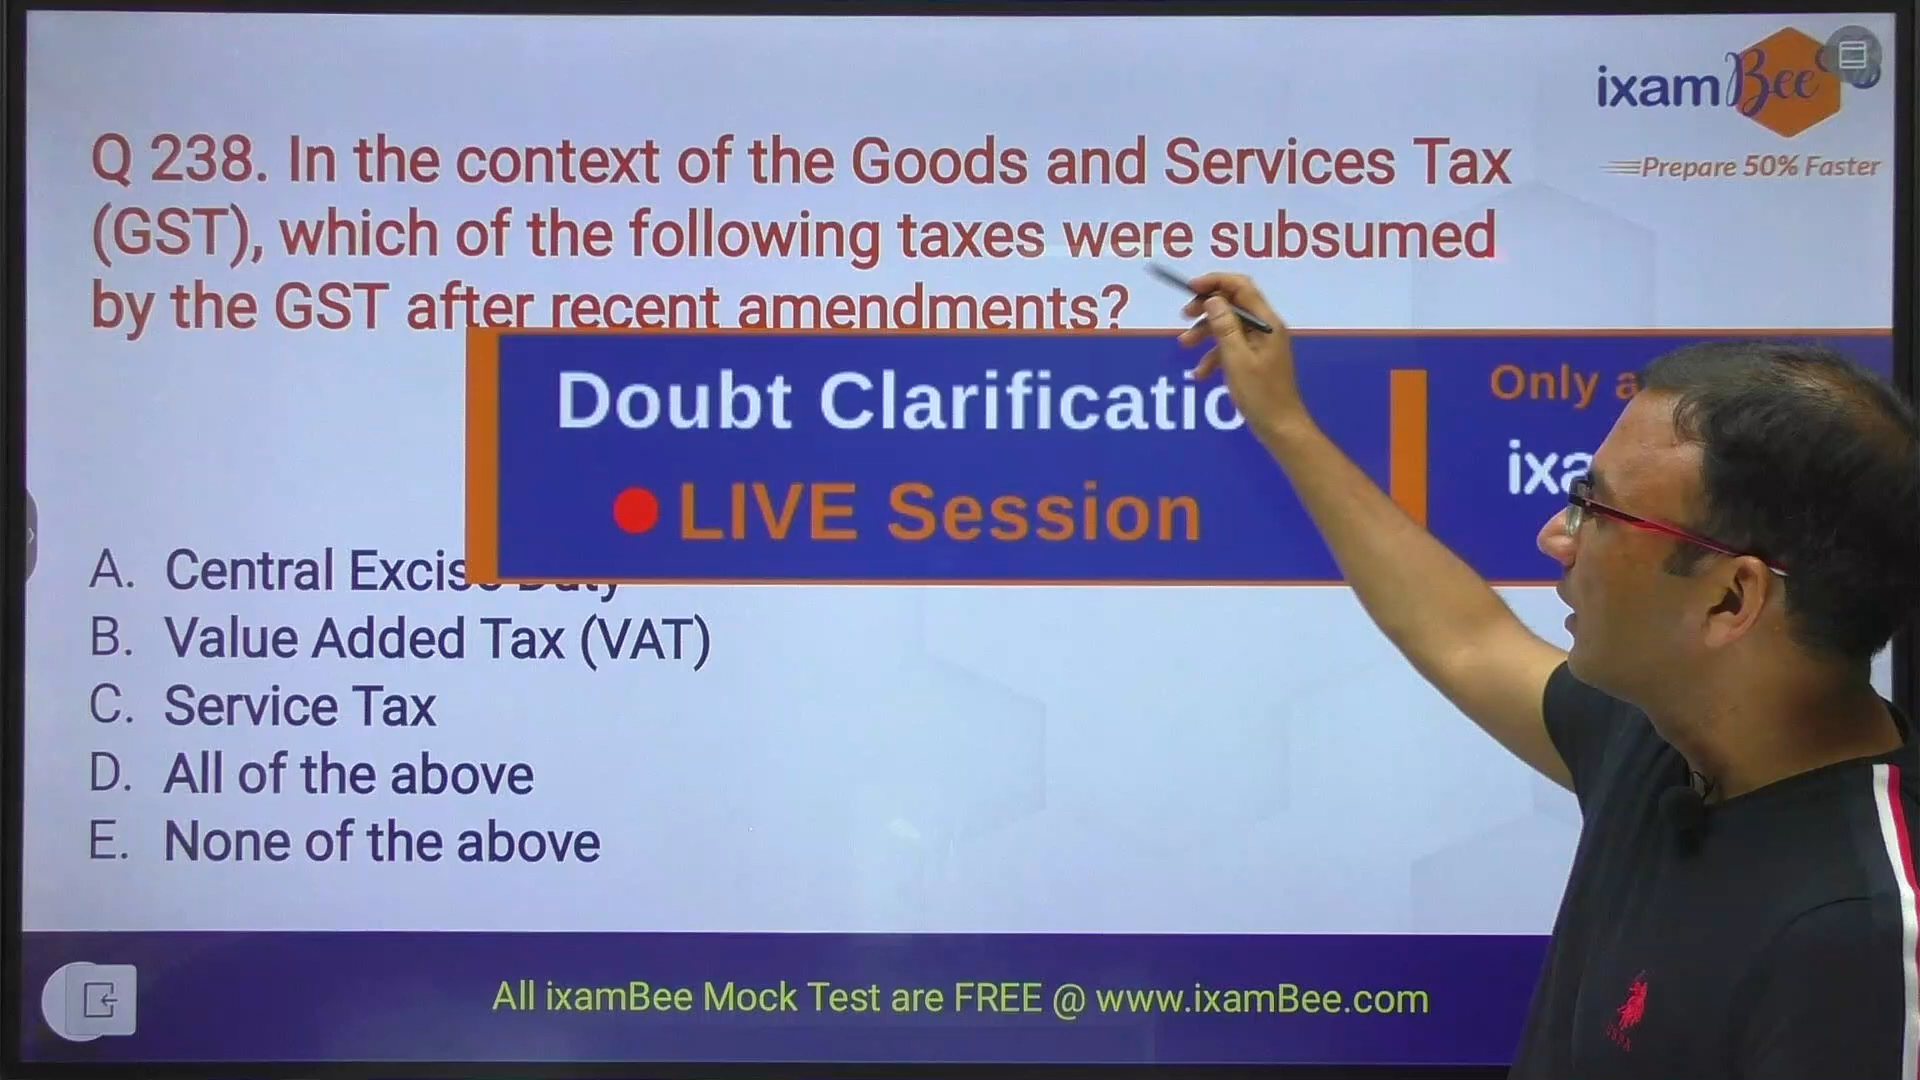 ixamBee
Prepare 50% Faster
Q 238. In the context of the Goods and Services Tax
(GST), which of the following taxes were subsumed
by the GST after recent amendments?
Doubt Clarificatio
Only a
ixa
LIVE Session
A. Central Excise Duty
B. Value Added Tax (VAT)
C. Service Tax
D. All of the above
E. None of the above
All ixamBee Mock Test are FREE @ www.ixamBee.com